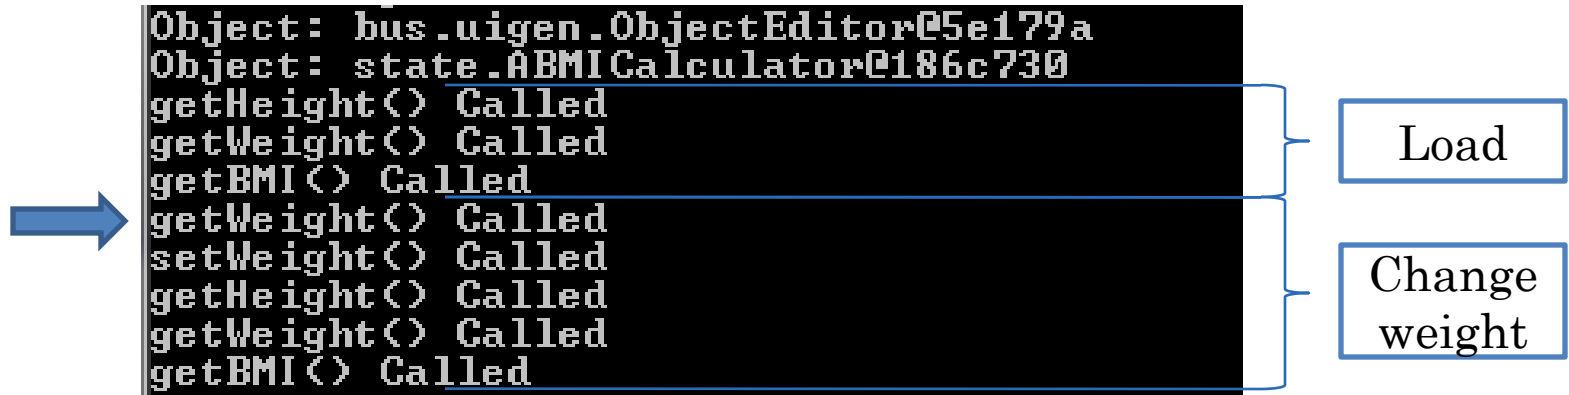 Object: bus.uigen.ObjectEditor@5e179a
Object: state.ABMICalculator@186c730
getHeight() Called
getWeight() Called
getBMI() Called
getWeight() Called
setWeight() Called
getHeight() Called
getWeight() Called
getBMI() Called
Load
Change
weight